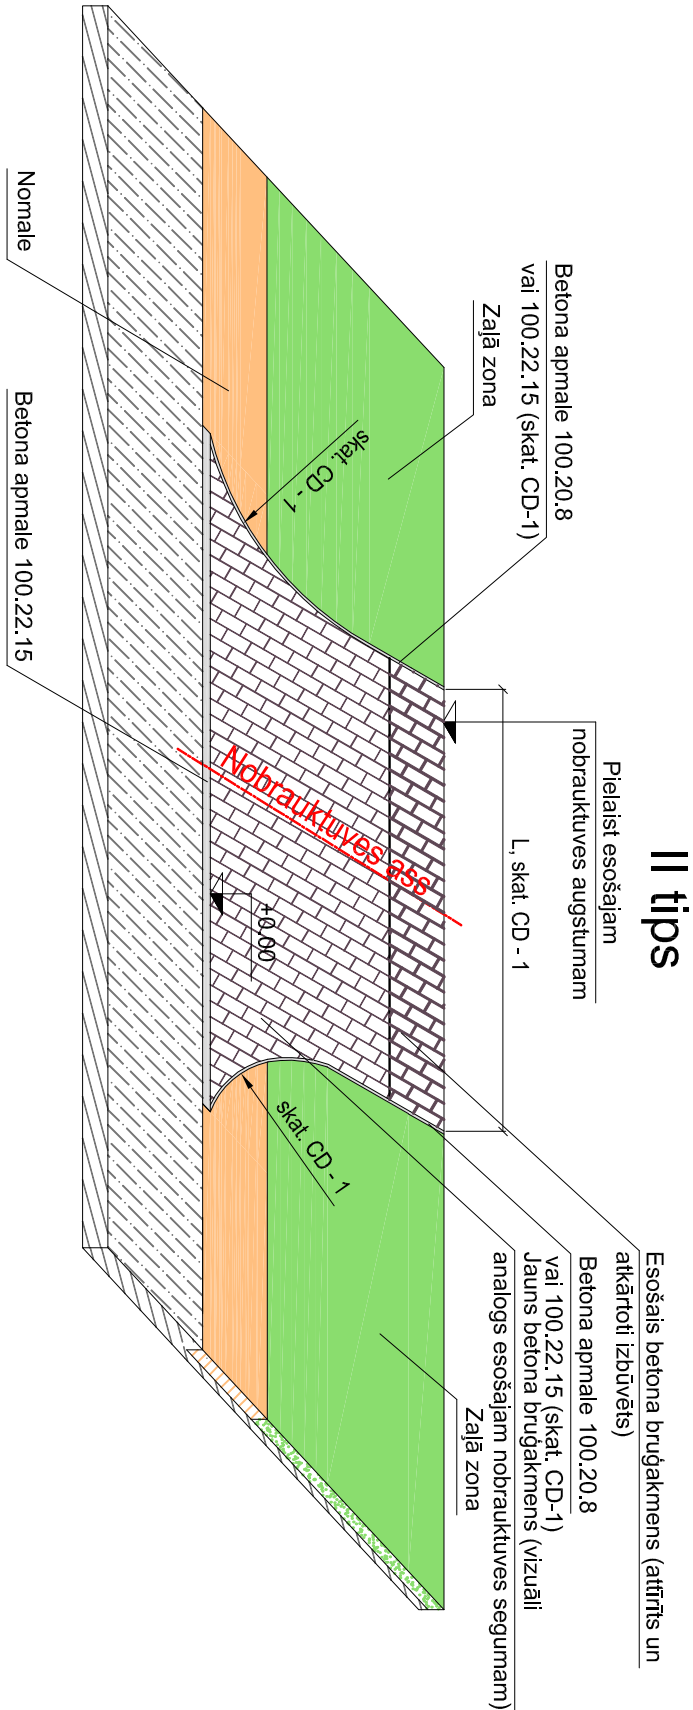 II tips
Pielaist esošajam
nobrauktuves augstumam
L, skat. CD - 1
Betona apmale 100.20.8
vai 100.22.15 (skat. CD-1)
Zaļā zona
skat. CD - 1
Nomale
Betona apmale 100.22.15
Nobrauktuves ass
+0.00
skat. CD - 1
Esošais betona bruģakmens (attīrīts un
atkārtoti izbūvēts)
Betona apmale 100.20.8
vai 100.22.15 (skat. CD-1)
Jauns betona bruģakmens (vizuāli
analogs esošajam nobrauktuves segumam)
Zaļā zona